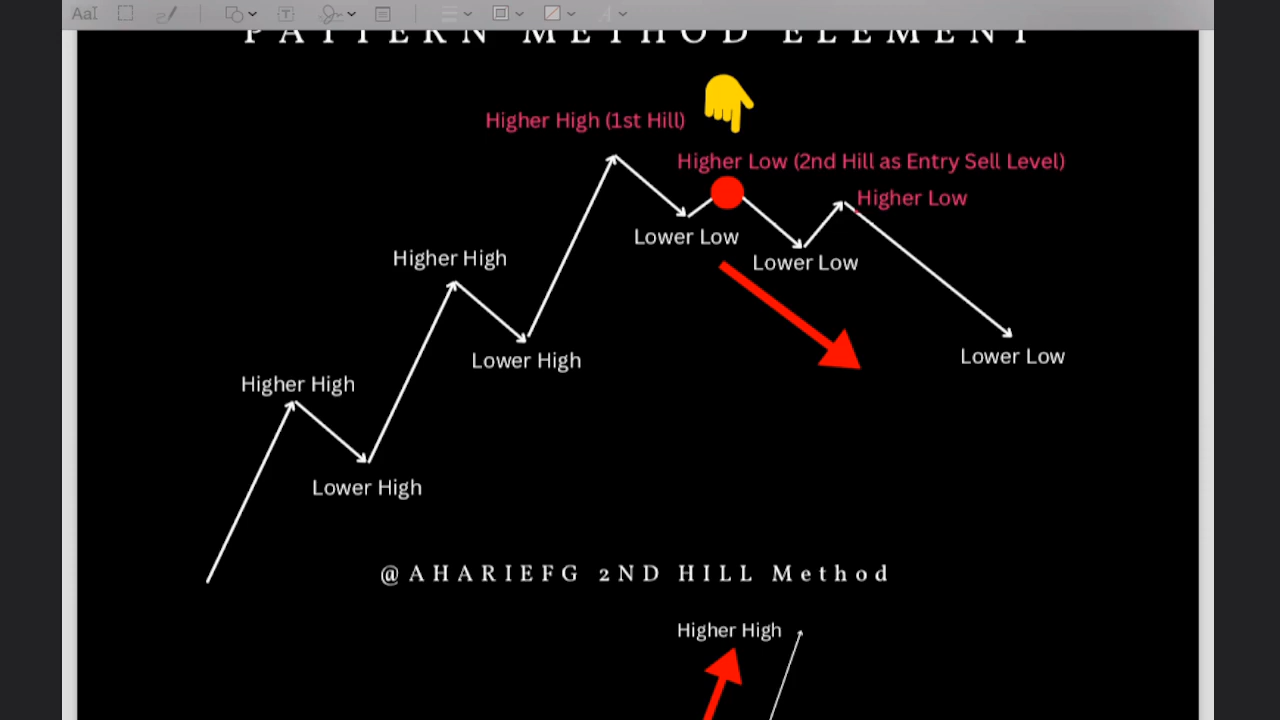 AaI
PATTERN METHOD ELEMENT
Higher High (1st Hill)
Higher Low (2nd Hill as Entry Sell Level)
Higher Low
Lower Low
Lower Low
Higher High
Lower High
Lower Low
Higher High
Lower High
@AHARIEFG 2ND HILL Method
Higher High